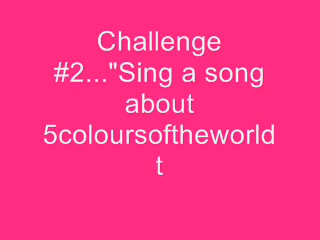 Challenge
#2..."Sing a song
about
5coloursoftheworld
t